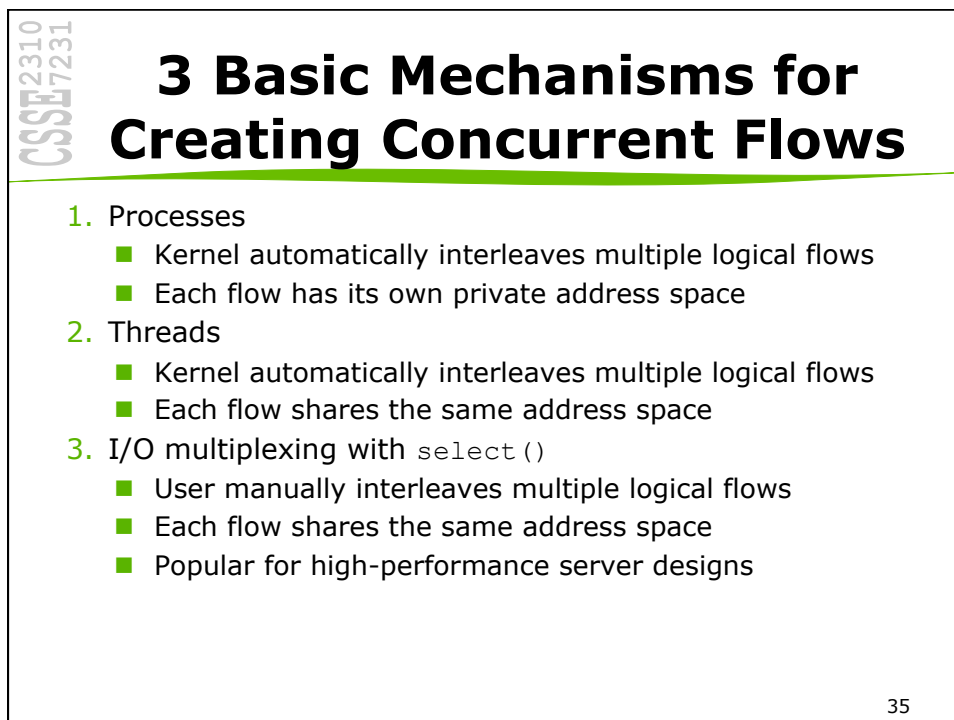 CSSE2310
CSSE7231
3 Basic Mechanisms for
Creating Concurrent Flows
1. Processes
■ Kernel automatically interleaves multiple logical flows
■ Each flow has its own private address space
2. Threads
■ Kernel automatically interleaves multiple logical flows
■ Each flow shares the same address space
3. I/O multiplexing with select()
■ User manually interleaves multiple logical flows
■ Each flow shares the same address space
■ Popular for high-performance server designs
35